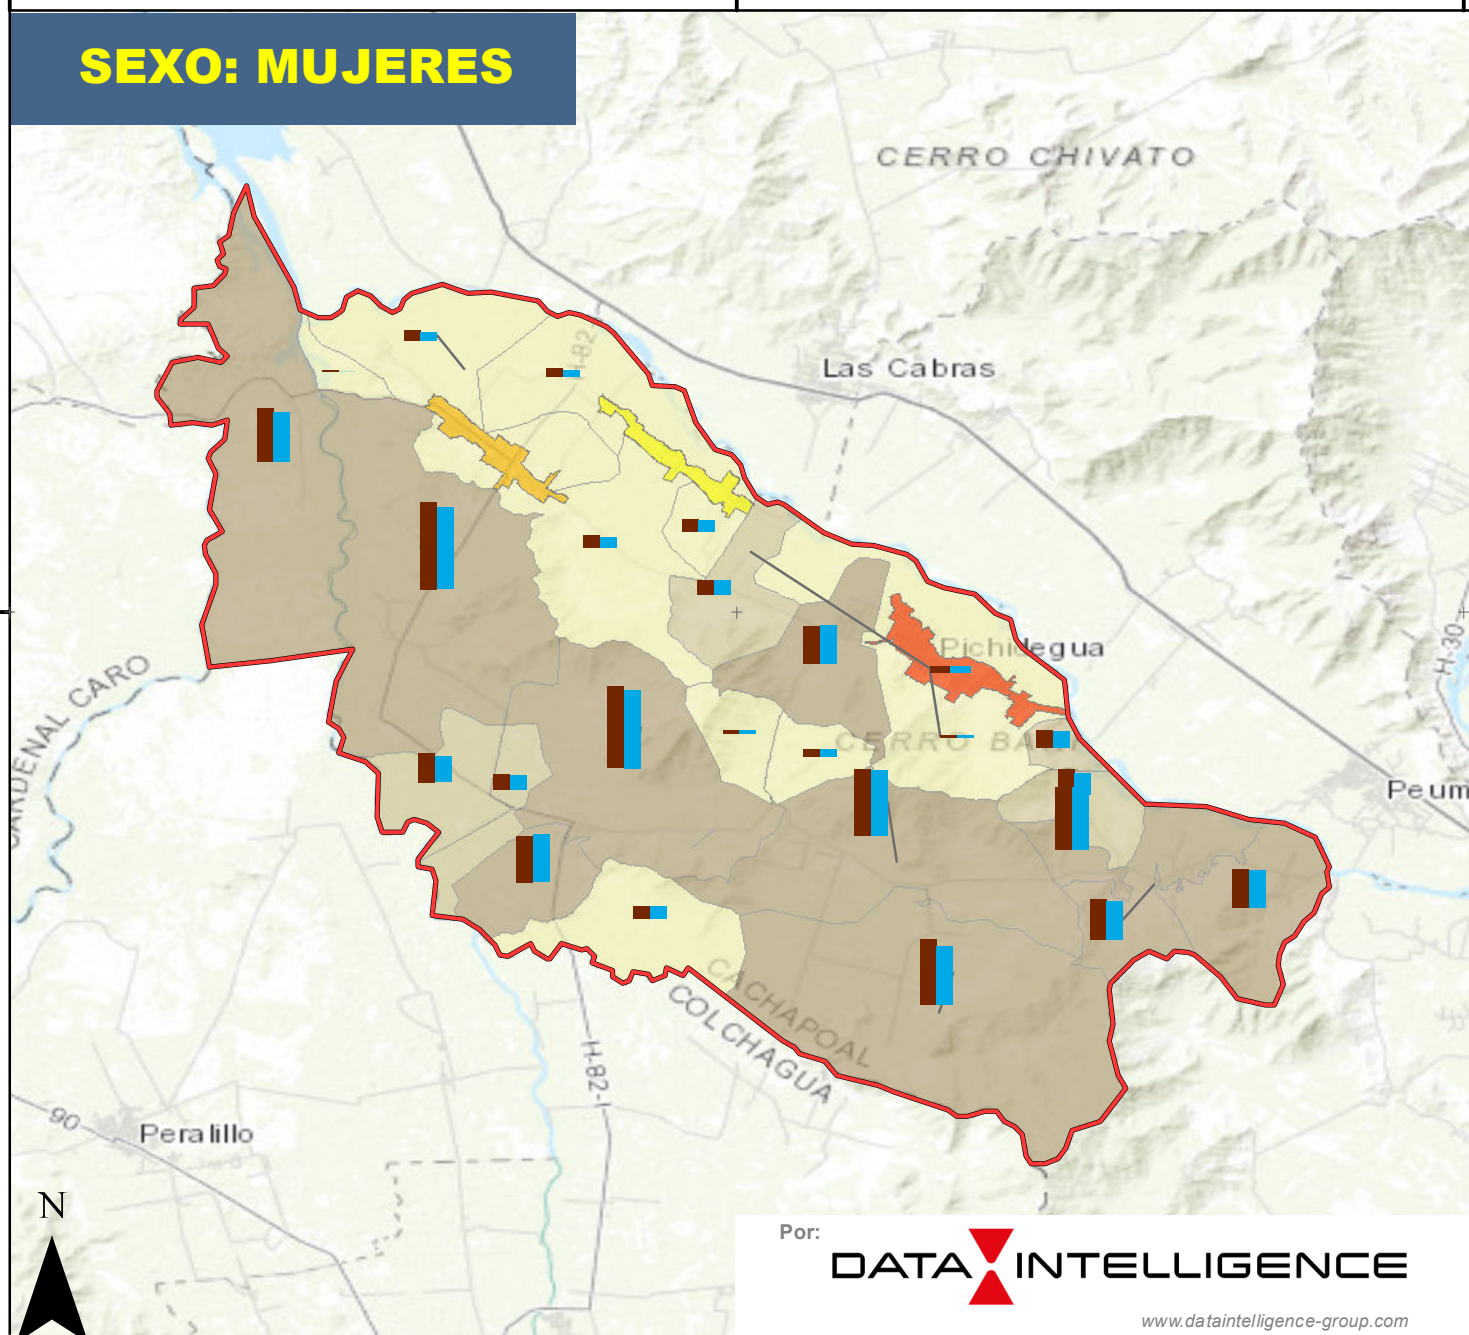 SEXO: MUJERES
CERRO CHIVATO
H-82
Las Cabras
Pichidegua
H-30
CARDENAL CARO
CERRO BA
Peum
CACHAPOAL
COLCHAGUA
H-82-I
90
Peralillo
N
Por:
DATA INTELLIGENCE
www.dataintelligence-group.com